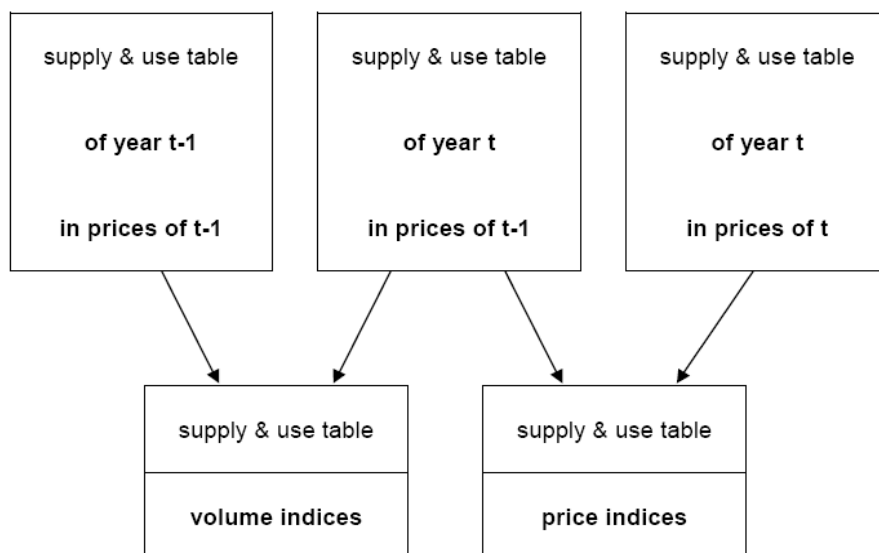 supply & use table
of year t-1
in prices of t-1
supply & use table
of year t
in prices of t-1
supply & use table
of year t
in prices of t
supply & use table
volume indices
supply & use table
price indices